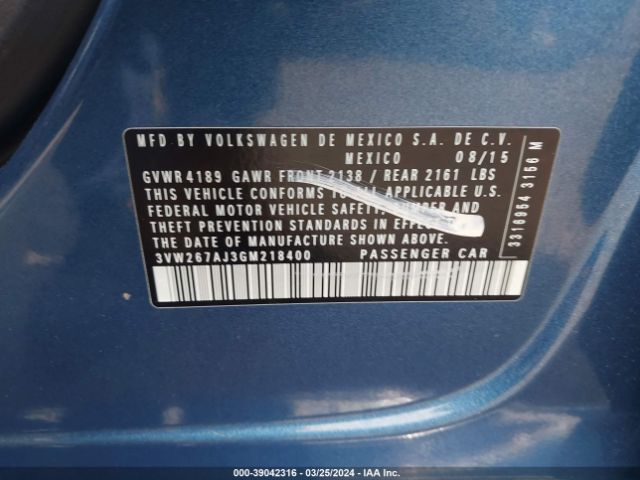 MFD BY VOLKSWAGEN DE MEXICO S.A. DE C.V.
MEXICO 08/15
GVWR 4189 GAWR FRONT 2138 / REAR 2161 LBS
THIS VEHICLE CONFORMS TO ALL APPLICABLE U.S.
FEDERAL MOTOR VEHICLE SAFETY, BUMPER AND
THEFT PREVENTION STANDARDS IN EFFECT ON
THE DATE OF MANUFACTURE SHOWN ABOVE.
3VW267AJ3GM218400 PASSENGER CAR
3316954 3156 M
000-39042316 - 03/25/2024 - IAA Inc.